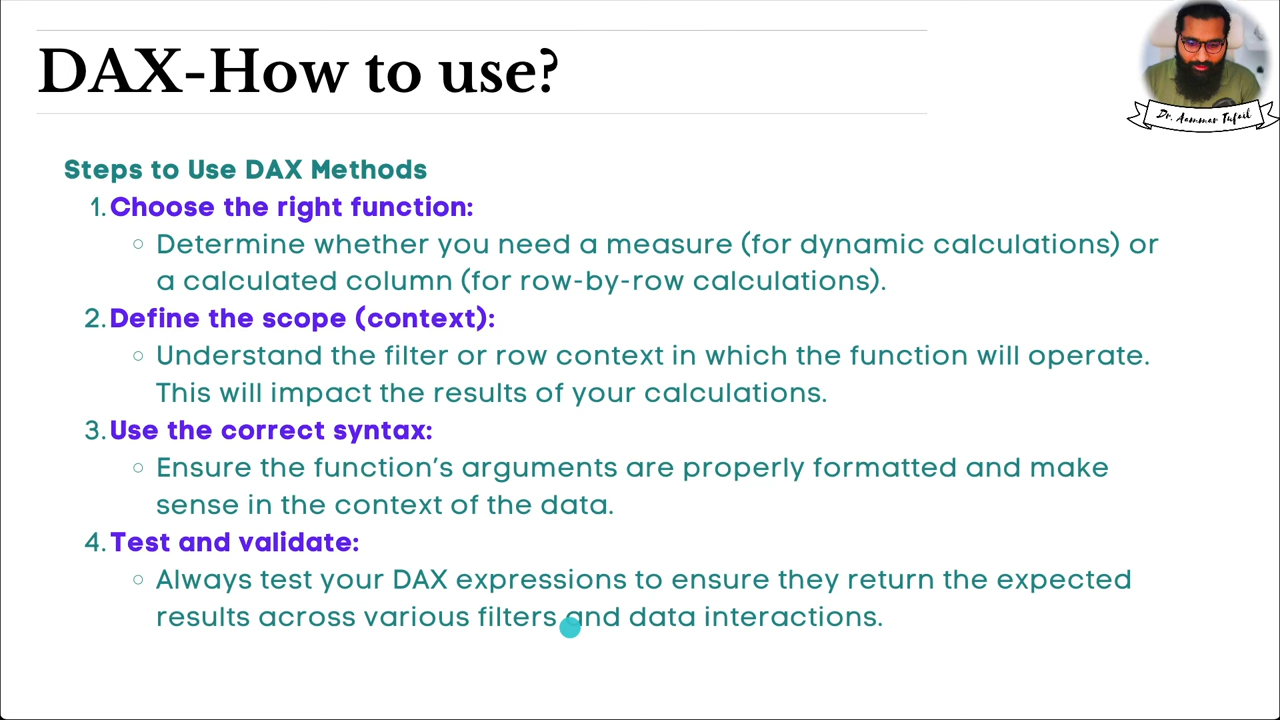 DAX-How to use?
Dr. Aammar Tufail
Steps to Use DAX Methods
1. Choose the right function:
◦ Determine whether you need a measure (for dynamic calculations) or
a calculated column (for row-by-row calculations).
2. Define the scope (context):
◦ Understand the filter or row context in which the function will operate.
This will impact the results of your calculations.
3. Use the correct syntax:
◦ Ensure the function’s arguments are properly formatted and make
sense in the context of the data.
4. Test and validate:
◦ Always test your DAX expressions to ensure they return the expected
results across various filters and data interactions.